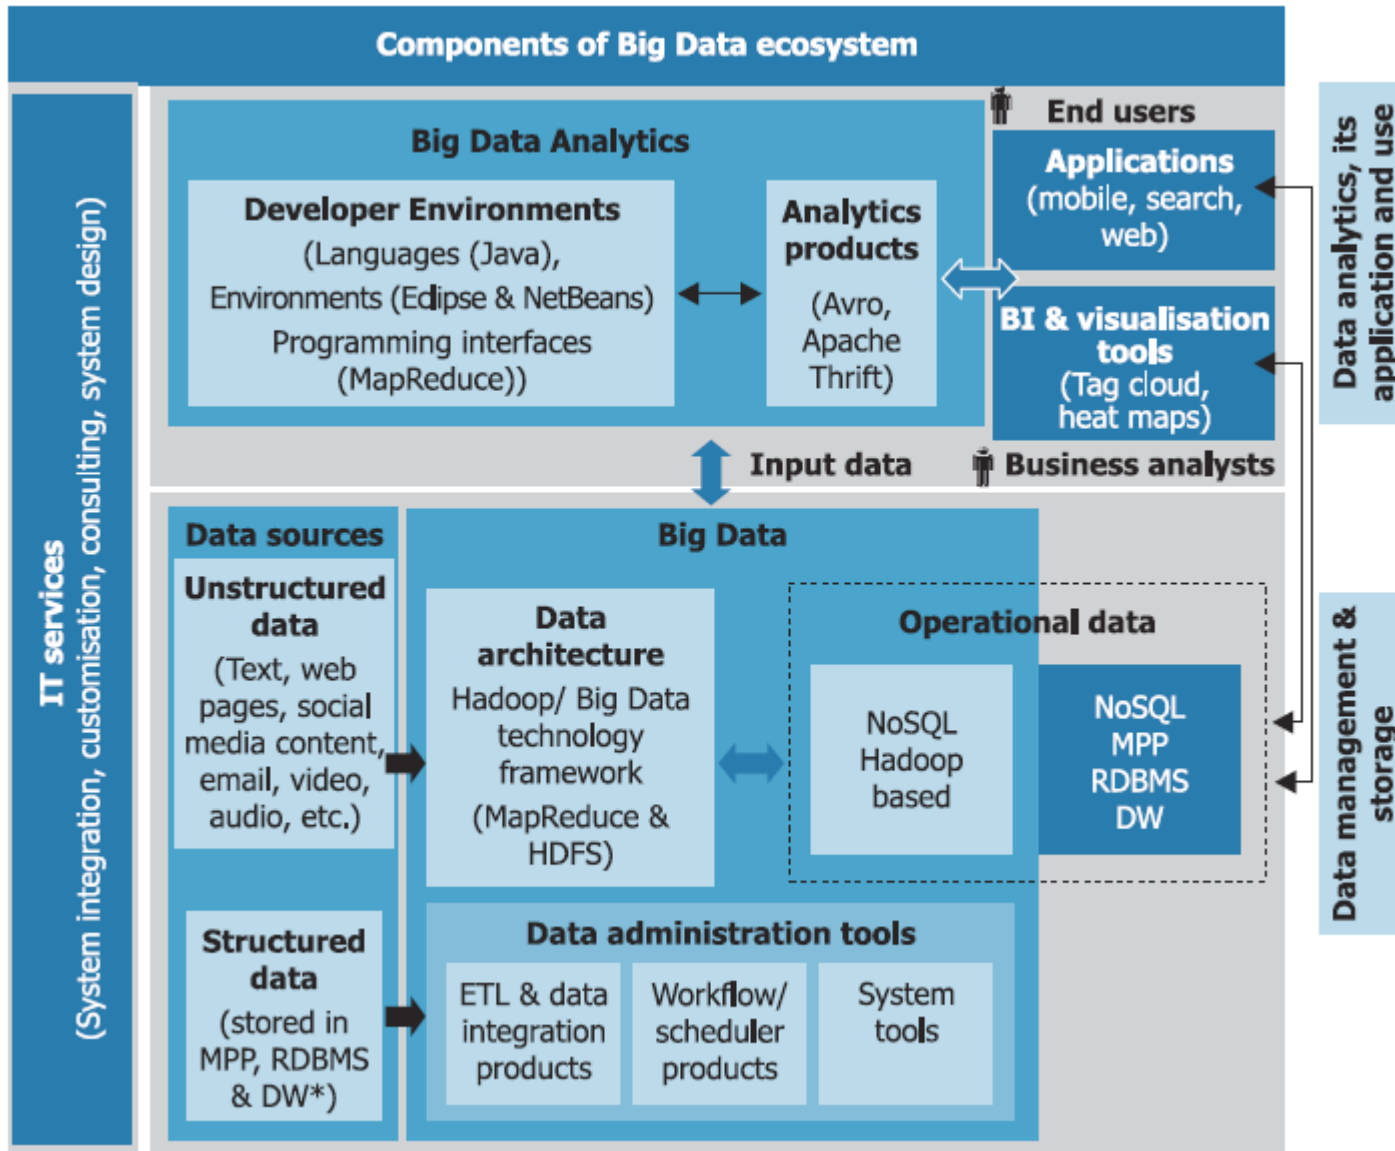 Components of Big Data ecosystem
IT services
(System integration, customisation, consulting, system design)
Big Data Analytics
Developer Environments
(Languages (Java),
Environments (Eclipse & NetBeans)
Programming interfaces
(MapReduce))
Analytics
products
(Avro,
Apache
Thrift)
End users
Applications
(mobile, search,
web)
BI & visualisation
tools
(Tag cloud,
heat maps)
Business analysts
Input data
Data analytics, its
application and use
Data sources
Unstructured
data
(Text, web
pages, social
media content,
email, video,
audio, etc.)
Structured
data
(stored in
MPP, RDBMS
& DW*)
Big Data
Data
architecture
Hadoop/ Big Data
technology
framework
(MapReduce &
HDFS)
Operational data
NoSQL
Hadoop
based
NoSQL
MPP
RDBMS
DW
Data administration tools
ETL & data
integration
products
Workflow/
scheduler
products
System
tools
Data management &
storage